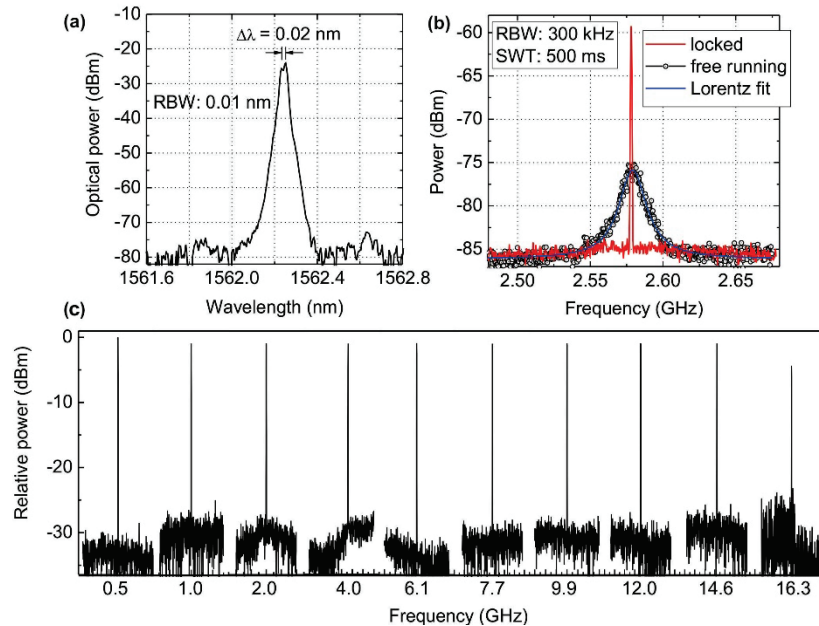 (a)
Δλ = 0.02 nm
RBW: 0.01 nm
Optical power (dBm)
-10
-20
-30
-40
-50
-60
-70
-80
1561.6
1562.0
1562.4
1562.8
Wavelength (nm)
(b)
RBW: 300 kHz
SWT: 500 ms
locked
free running
Lorentz fit
Power (dBm)
-60
-65
-70
-75
-80
-85
2.50
2.55
2.60
2.65
Frequency (GHz)
(c)
Relative power (dBm)
0
-10
-20
-30
0.5
1.0
2.0
4.0
6.1
7.7
9.9
12.0
14.6
16.3
Frequency (GHz)